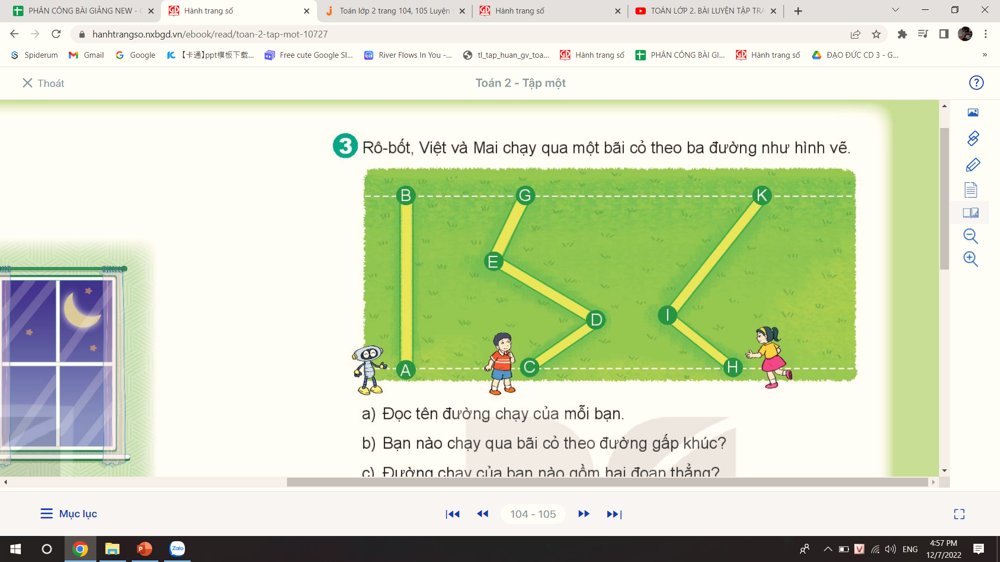 PHÂN CÔNG BÀI GIẢNG NEW -
Hành trang số
Toán lớp 2 trang 104, 105 Luyện
Hành trang số
TOÁN LỚP 2. BÀI LUYỆN TẬP TRA
hanhtrangso.nxbgd.vn/ebook/read/toan-2-tap-mot-10727
Spiderum
Gmail
Google
【卡通】ppt模板下载...
Free cute Google Sl...
River Flows In You -...
tl_tap_huan_gv_toa...
Hành trang số
PHÂN CÔNG BÀI GI...
Hành trang số
ĐẠO ĐỨC CD 3 - G...
»
Thoát
Toán 2 - Tập một
?
3 Rô-bốt, Việt và Mai chạy qua một bãi cỏ theo ba đường như hình vẽ.
B
G
K
E
D
I
A
C
H
a) Đọc tên đường chạy của mỗi bạn.
b) Bạn nào chạy qua bãi cỏ theo đường gấp khúc?
c) Đường chạy của bạn nào gồm hai đoạn thẳng?
Mục lục
104 - 105
Zalo
ENG
4:57 PM
12/7/2022